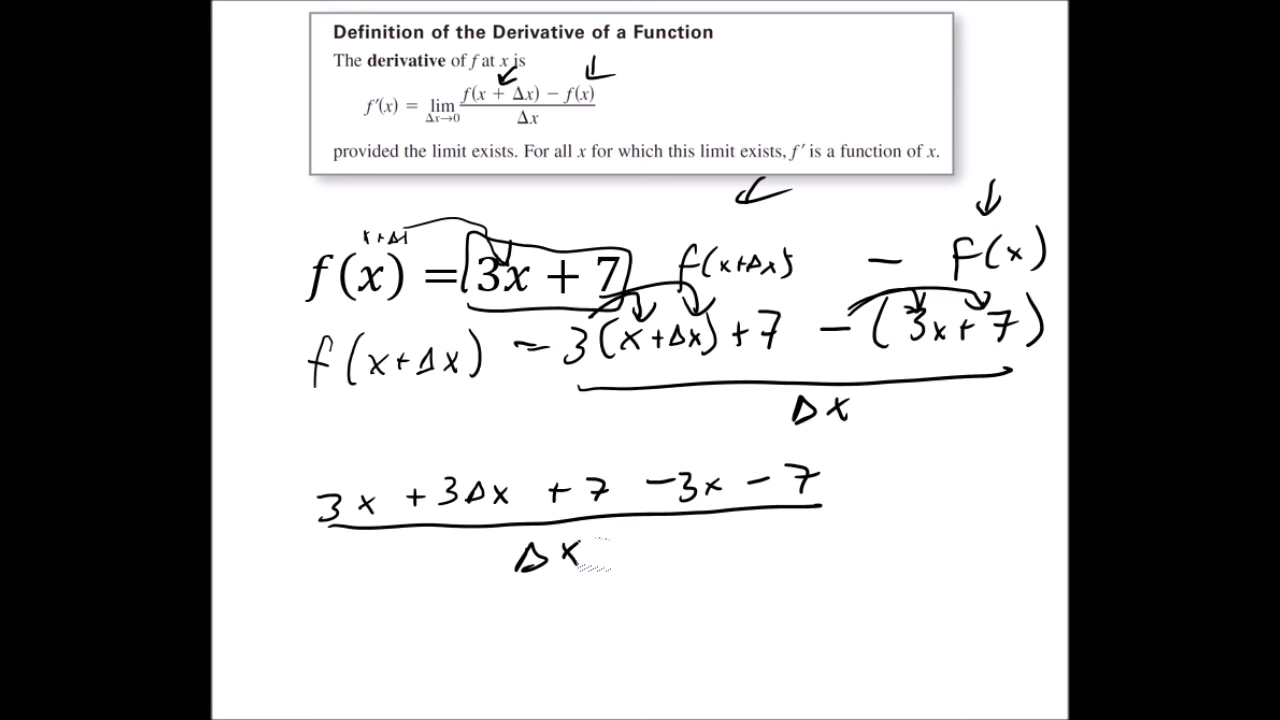 Definition of the Derivative of a Function
The derivative of f at x is
f′(x) = lim Δx→0 f(x + Δx) − f(x) / Δx
provided the limit exists. For all x for which this limit exists, f′ is a function of x.
x+Δx
f(x) = 3x + 7 f(x+Δx) − f(x)
f(x+Δx) = 3(x+Δx)+7 −(3x+7)
Δx
3x +3Δx +7 −3x −7
Δx